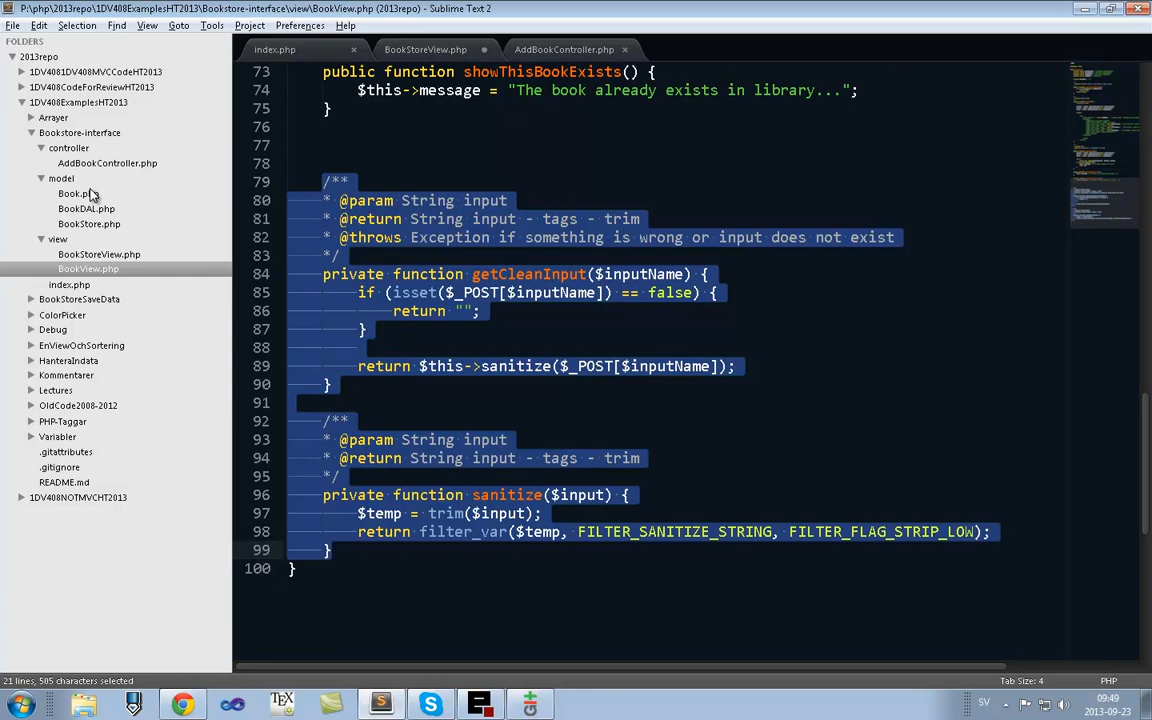 P:\php\2013repo\1DV408ExamplesHT2013\Bookstore-interface\view\BookView.php (2013repo) - Sublime Text 2
File Edit Selection Find View Goto Tools Project Preferences Help
FOLDERS
2013repo
1DV4081DV408MVCCodeHT2013
1DV408CodeForReviewHT2013
1DV408ExamplesHT2013
Arrayer
Bookstore-interface
controller
AddBookController.php
model
Book.php
BookDAL.php
BookStore.php
view
BookStoreView.php
BookView.php
index.php
BookStoreSaveData
ColorPicker
Debug
EnViewOchSortering
HanteraIndata
Kommentarer
Lectures
OldCode2008-2012
PHP-Taggar
Variabler
.gitattributes
.gitignore
README.md
1DV408NOTMVCHT2013
index.php × BookStoreView.php AddBookController.php ×
73 public function showThisBookExists() {
74 $this->message = "The book already exists in library...";
75 }
76
77
78
79 /**
80 * @param String input
81 * @return String input - tags - trim
82 * @throws Exception if something is wrong or input does not exist
83 */
84 private function getCleanInput($inputName) {
85 if (isset($_POST[$inputName]) == false) {
86 return "";
87 }
88
89 return $this->sanitize($_POST[$inputName]);
90 }
91
92 /**
93 * @param String input
94 * @return String input - tags - trim
95 */
96 private function sanitize($input) {
97 $temp = trim($input);
98 return filter_var($temp, FILTER_SANITIZE_STRING, FILTER_FLAG_STRIP_LOW);
99 }
100 }
21 lines, 505 characters selected
Tab Size: 4 PHP
SV
09:49
2013-09-23